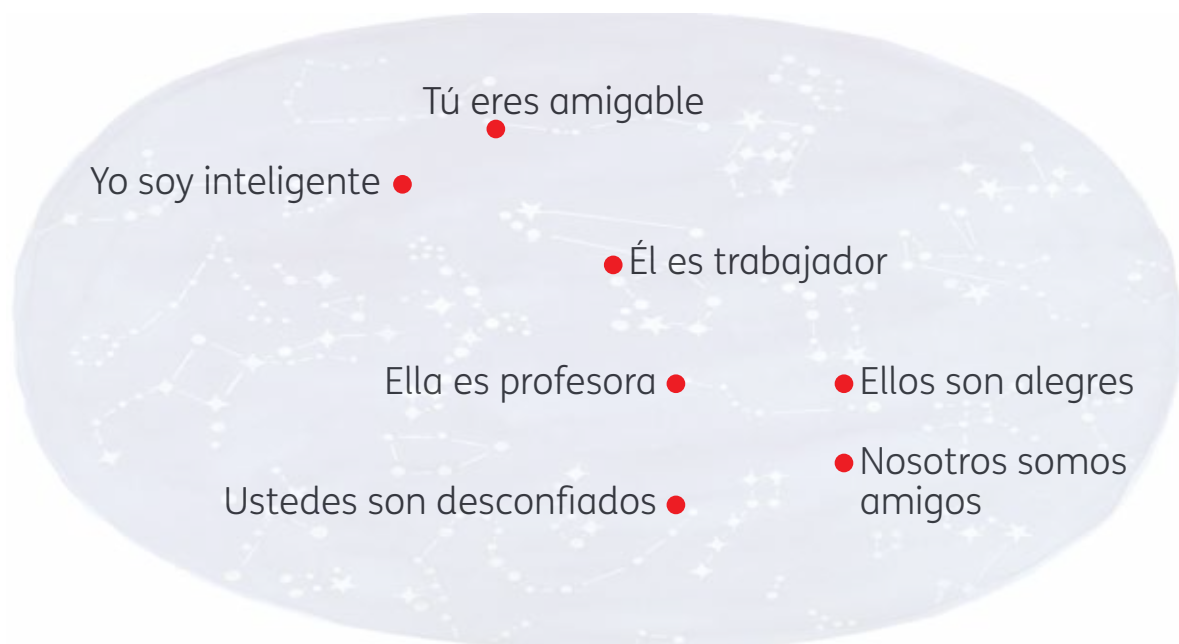 Tú eres amigable
Yo soy inteligente
Él es trabajador
Ella es profesora
Ellos son alegres
Nosotros somos
amigos
Ustedes son desconfiados